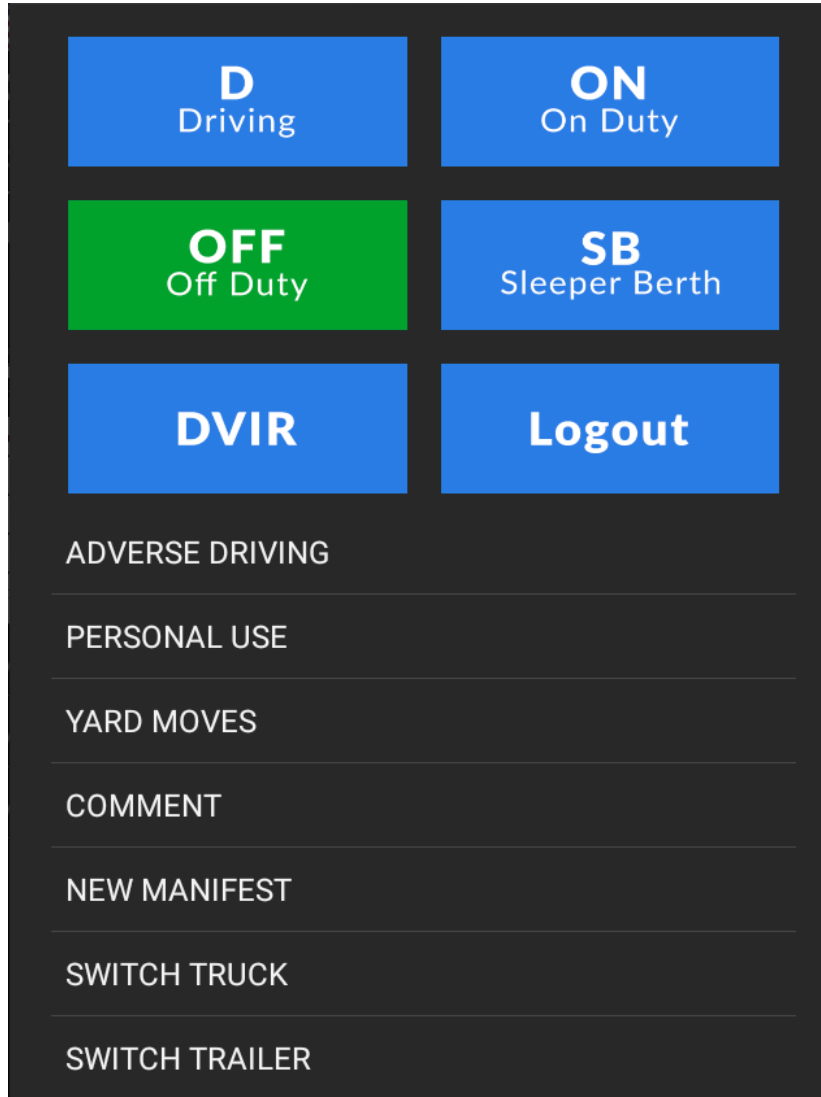 D
Driving
ON
On Duty
OFF
Off Duty
SB
Sleeper Berth
DVIR
Logout
ADVERSE DRIVING
PERSONAL USE
YARD MOVES
COMMENT
NEW MANIFEST
SWITCH TRUCK
SWITCH TRAILER